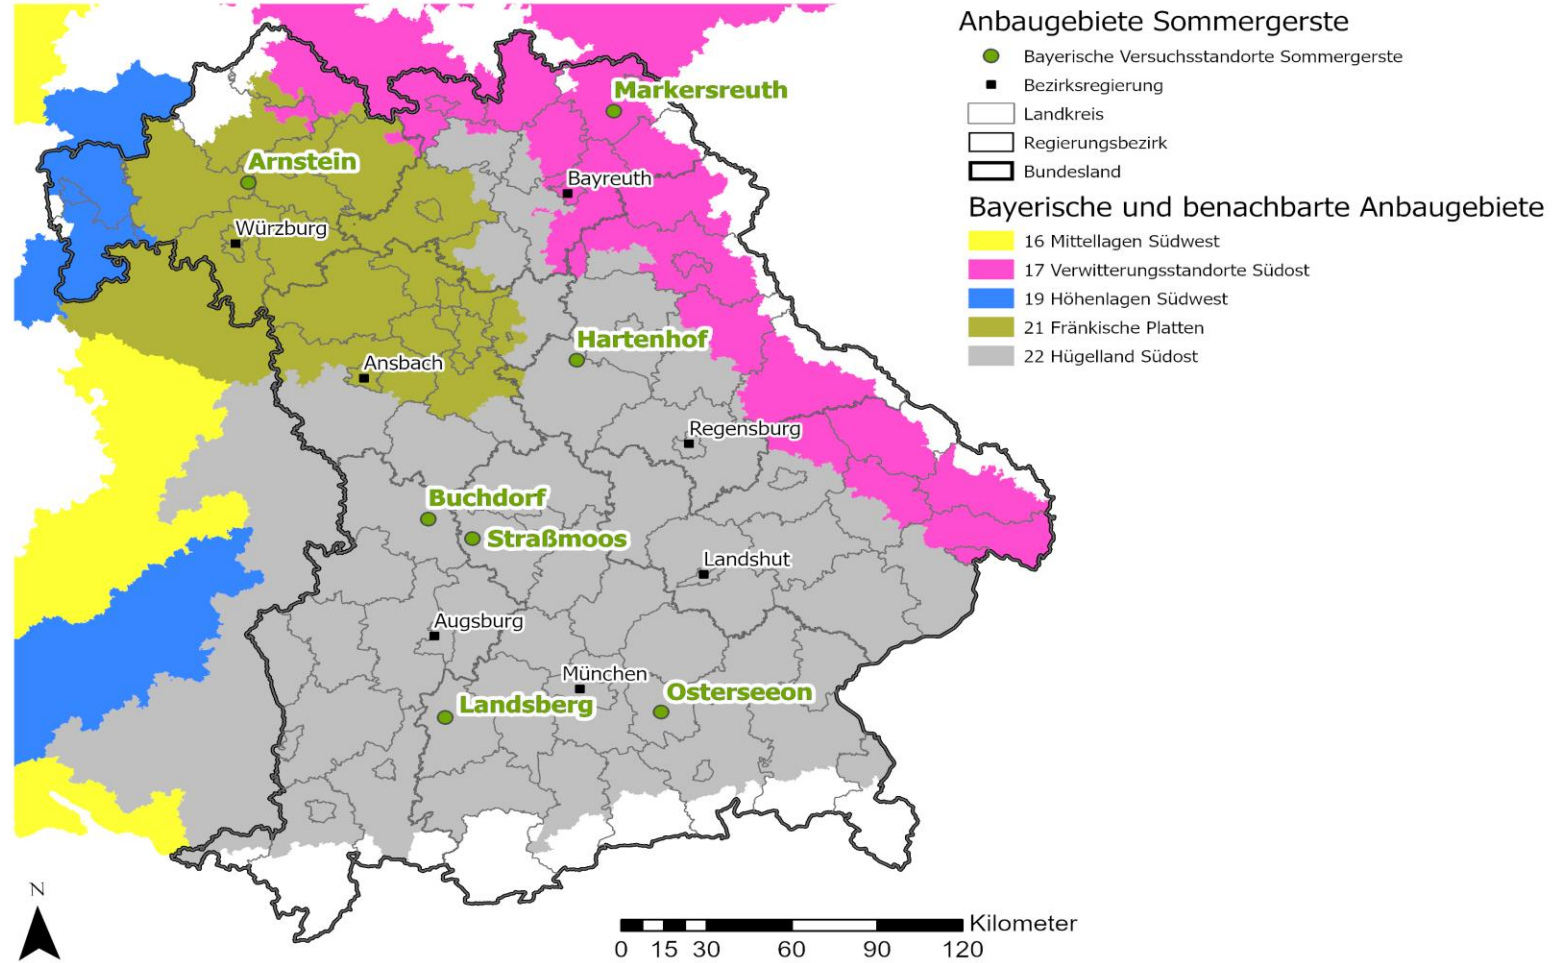 Anbaugebiete Sommergerste
Bayerische Versuchsstandorte Sommergerste
Bezirksregierung
Landkreis
Regierungsbezirk
Bundesland
Bayerische und benachbarte Anbaugebiete
16 Mittellagen Südwest
17 Verwitterungsstandorte Südost
19 Höhenlagen Südwest
21 Fränkische Platten
22 Hügelland Südost
Markersreuth
Arnstein
Bayreuth
Würzburg
Hartenhof
Ansbach
Regensburg
Buchdorf
Straßmoos
Landshut
Augsburg
München
Osterseeon
Landsberg
N
Kilometer
0 15 30 60 90 120